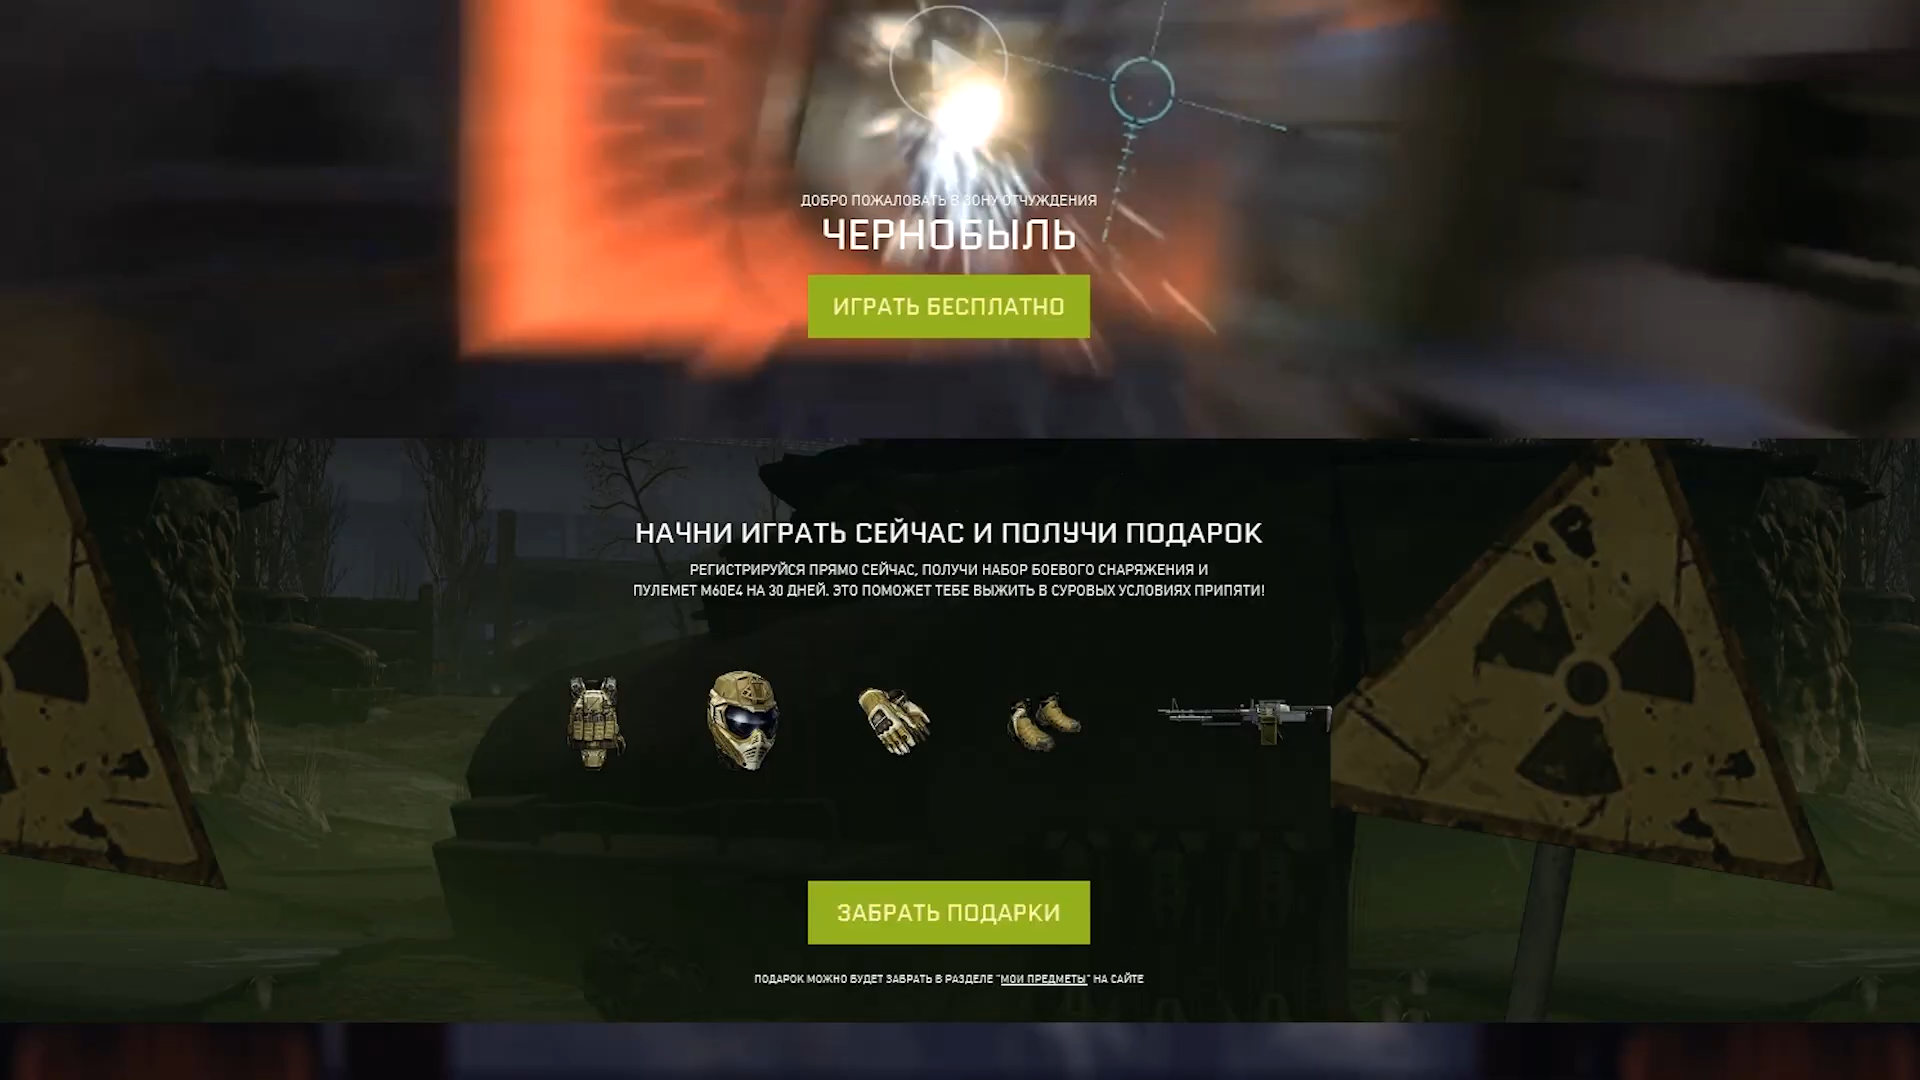 ДОБРО ПОЖАЛОВАТЬ В ЗОНУ ОТЧУЖДЕНИЯ
ЧЕРНОБЫЛЬ
ИГРАТЬ БЕСПЛАТНО
НАЧНИ ИГРАТЬ СЕЙЧАС И ПОЛУЧИ ПОДАРОК
РЕГИСТРИРУЙСЯ ПРЯМО СЕЙЧАС, ПОЛУЧИ НАБОР БОЕВОГО СНАРЯЖЕНИЯ И
ПУЛЕМЕТ M60E4 НА 30 ДНЕЙ. ЭТО ПОМОЖЕТ ТЕБЕ ВЫЖИТЬ В СУРОВЫХ УСЛОВИЯХ ПРИПЯТИ!
ЗАБРАТЬ ПОДАРКИ
ПОДАРОК МОЖНО БУДЕТ ЗАБРАТЬ В РАЗДЕЛЕ "МОИ ПРЕДМЕТЫ" НА САЙТЕ